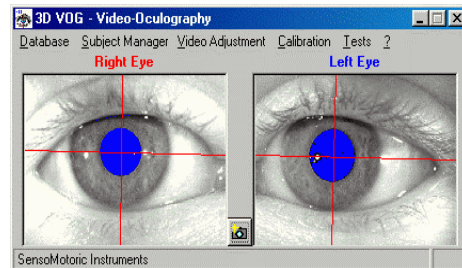 3D VOG - Video-Oculography
Database Subject Manager Video Adjustment Calibration Tests ?
Right Eye Left Eye
SensoMotoric Instruments